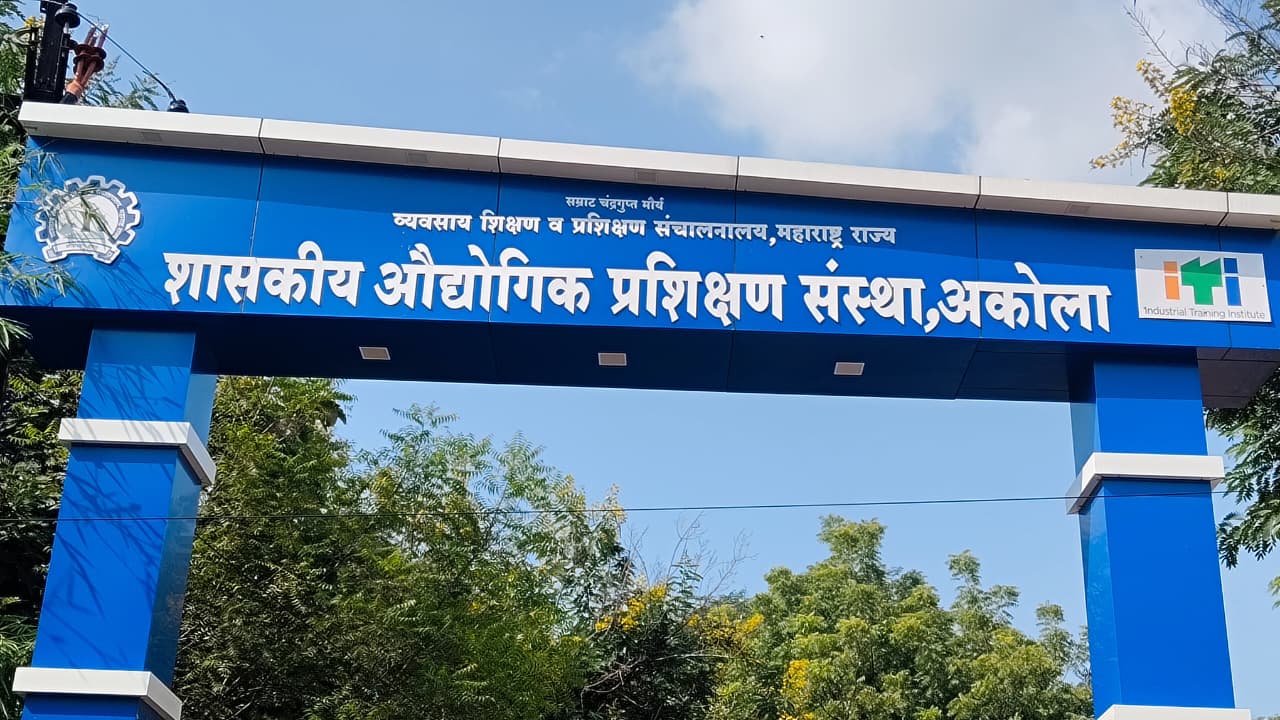 सम्राट चंद्रगुप्त मौर्य
व्यवसाय शिक्षण व प्रशिक्षण संचालनालय,महाराष्ट्र राज्य
शासकीय औद्योगिक प्रशिक्षण संस्था,अकोला
iti
Industrial Training Institute